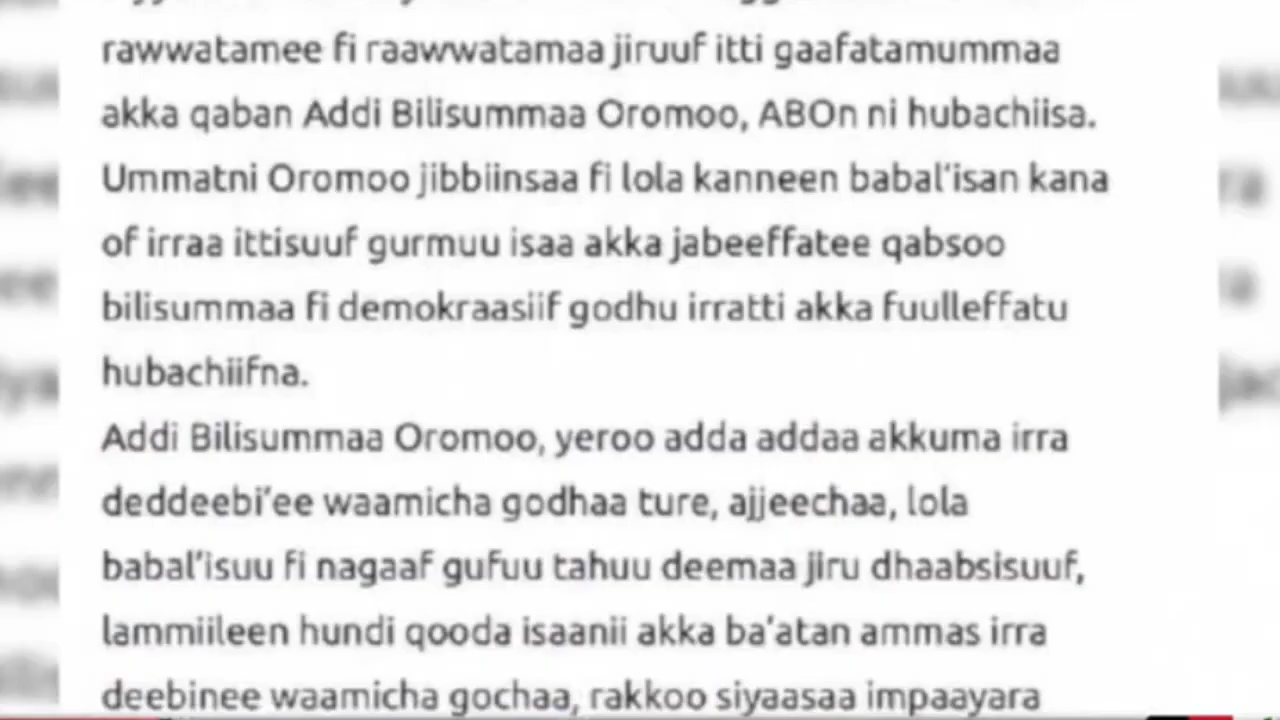 rawwatamee fi raawwatamaa jiruuf itti gaafatamummaa
akka qaban Addi Bilisummaa Oromoo, ABOn ni hubachiisa.
Ummatni Oromoo jibbiinsaa fi lola kanneen babal'isan kana
of irraa ittisuuf gurmuu isaa akka jabeeffatee qabsoo
bilisummaa fi demokraasiif godhu irratti akka fuulleffatu
hubachiifna.
Addi Bilisummaa Oromoo, yeroo adda addaa akkuma irra
deddeebi'ee waamicha godhaa ture, ajjeechaa, lola
babal'isuu fi nagaaf gufuu tahuu deemaa jiru dhaabsisuuf,
lammiileen hundi qooda isaanii akka ba'atan ammas irra
deebinee waamicha gochaa, rakkoo siyaasaa impaayara